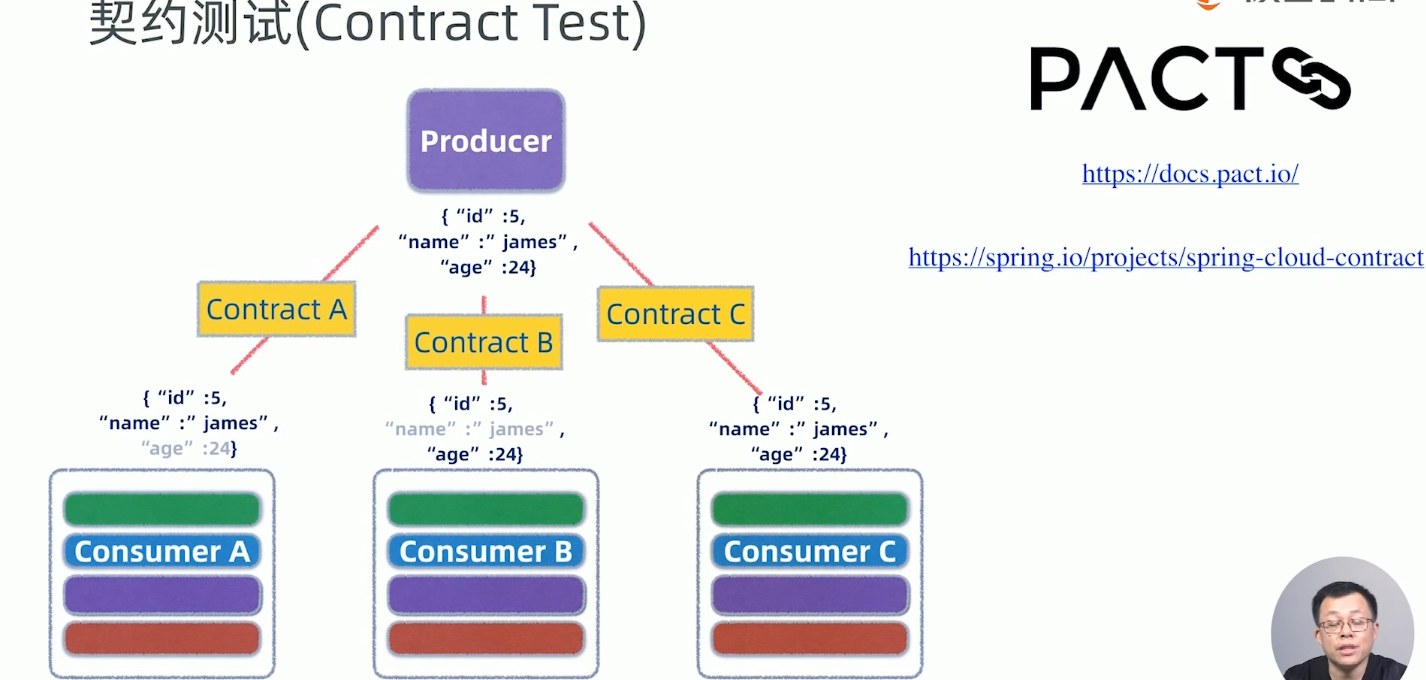 契约测试(Contract Test)
PACT
https://docs.pact.io/
https://spring.io/projects/spring-cloud-contract
Producer
{ “id” :5,
“name” :” james” ,
“age” :24}
Contract A
Contract B
Contract C
{ “id” :5,
“name” :” james” ,
“age” :24}
{ “id” :5,
“name” :” james” ,
“age” :24}
{ “id” :5,
“name” :” james” ,
“age” :24}
Consumer A
Consumer B
Consumer C